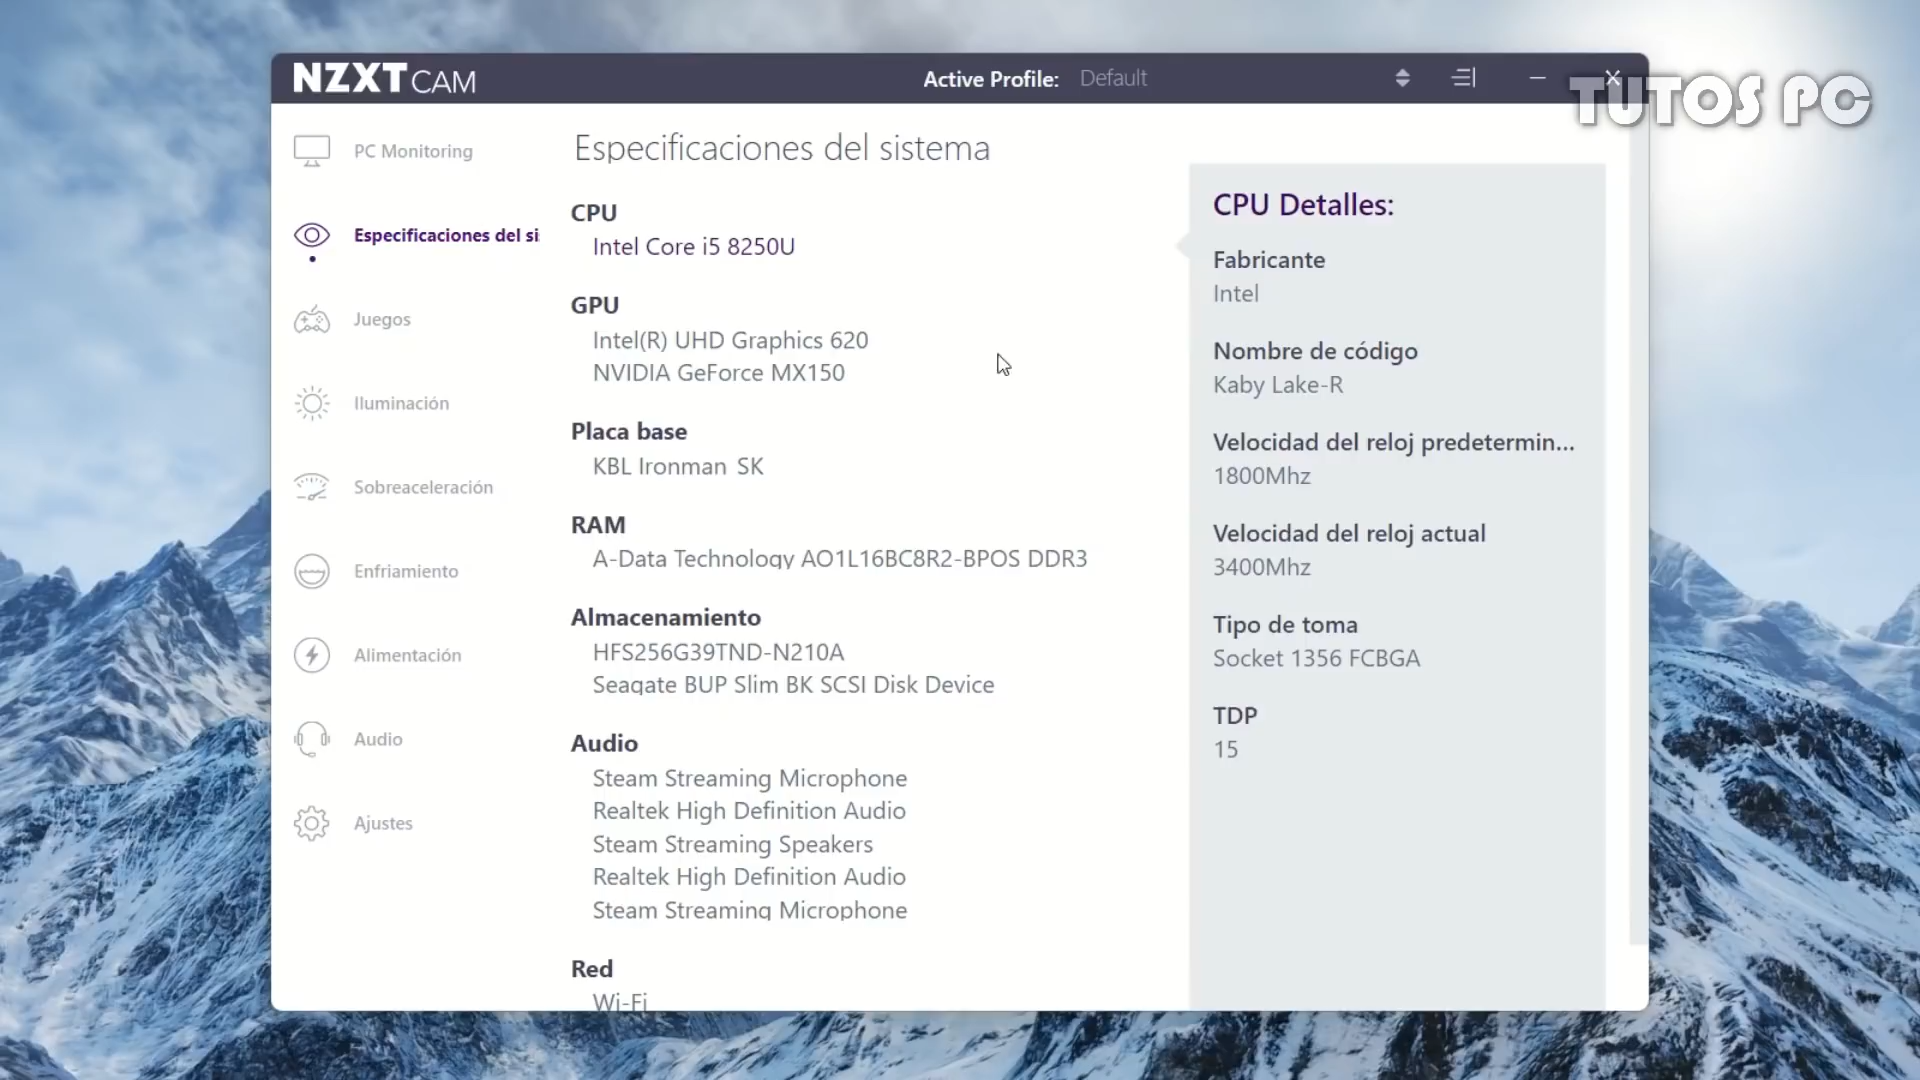 NZXT CAM
Active Profile: Default
TUTOS PC
PC Monitoring
Especificaciones del si
Juegos
Iluminación
Sobreaceleración
Enfriamiento
Alimentación
Audio
Ajustes
Especificaciones del sistema
CPU
Intel Core i5 8250U
GPU
Intel(R) UHD Graphics 620
NVIDIA GeForce MX150
Placa base
KBL Ironman_SK
RAM
A-Data Technology AO1L16BC8R2-BPOS DDR3
Almacenamiento
HFS256G39TND-N210A
Seagate BUP Slim BK SCSI Disk Device
Audio
Steam Streaming Microphone
Realtek High Definition Audio
Steam Streaming Speakers
Realtek High Definition Audio
Steam Streaming Microphone
Red
Wi-Fi
CPU Detalles:
Fabricante
Intel
Nombre de código
Kaby Lake-R
Velocidad del reloj predetermin...
1800Mhz
Velocidad del reloj actual
3400Mhz
Tipo de toma
Socket 1356 FCBGA
TDP
15